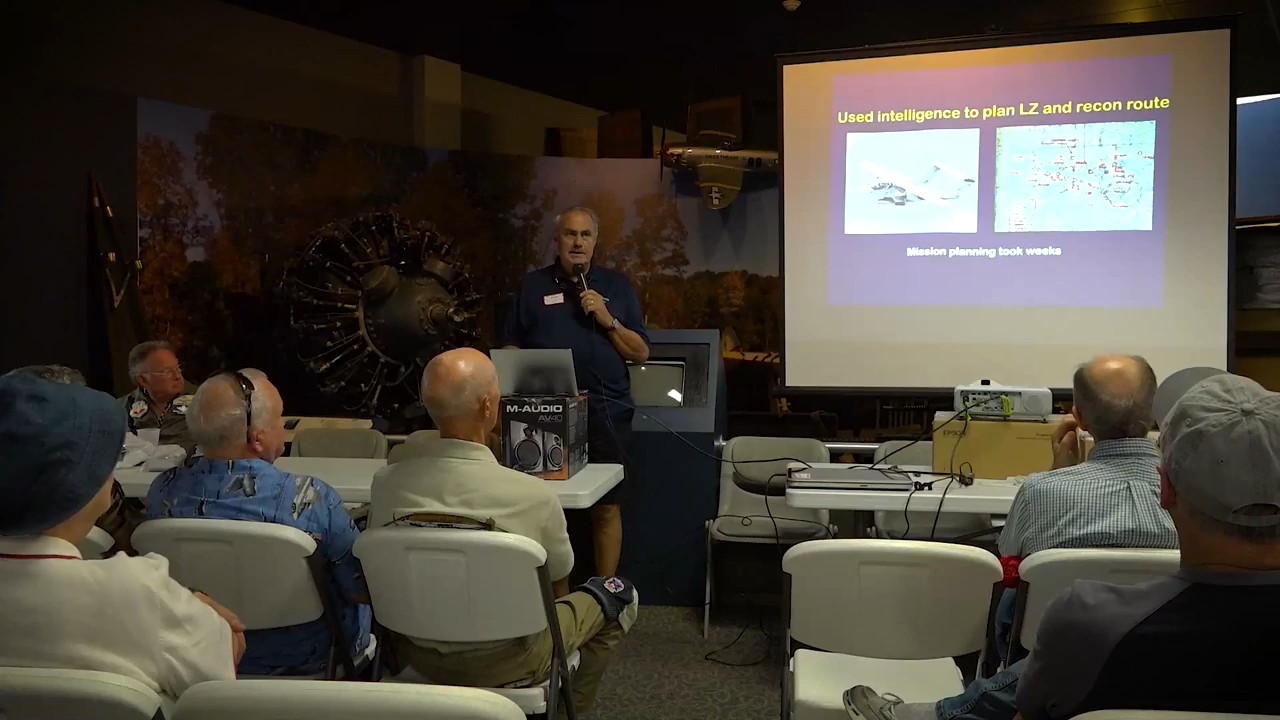 Used intelligence to plan LZ and recon route
Mission planning took weeks
M-AUDIO
AV40
EPSON